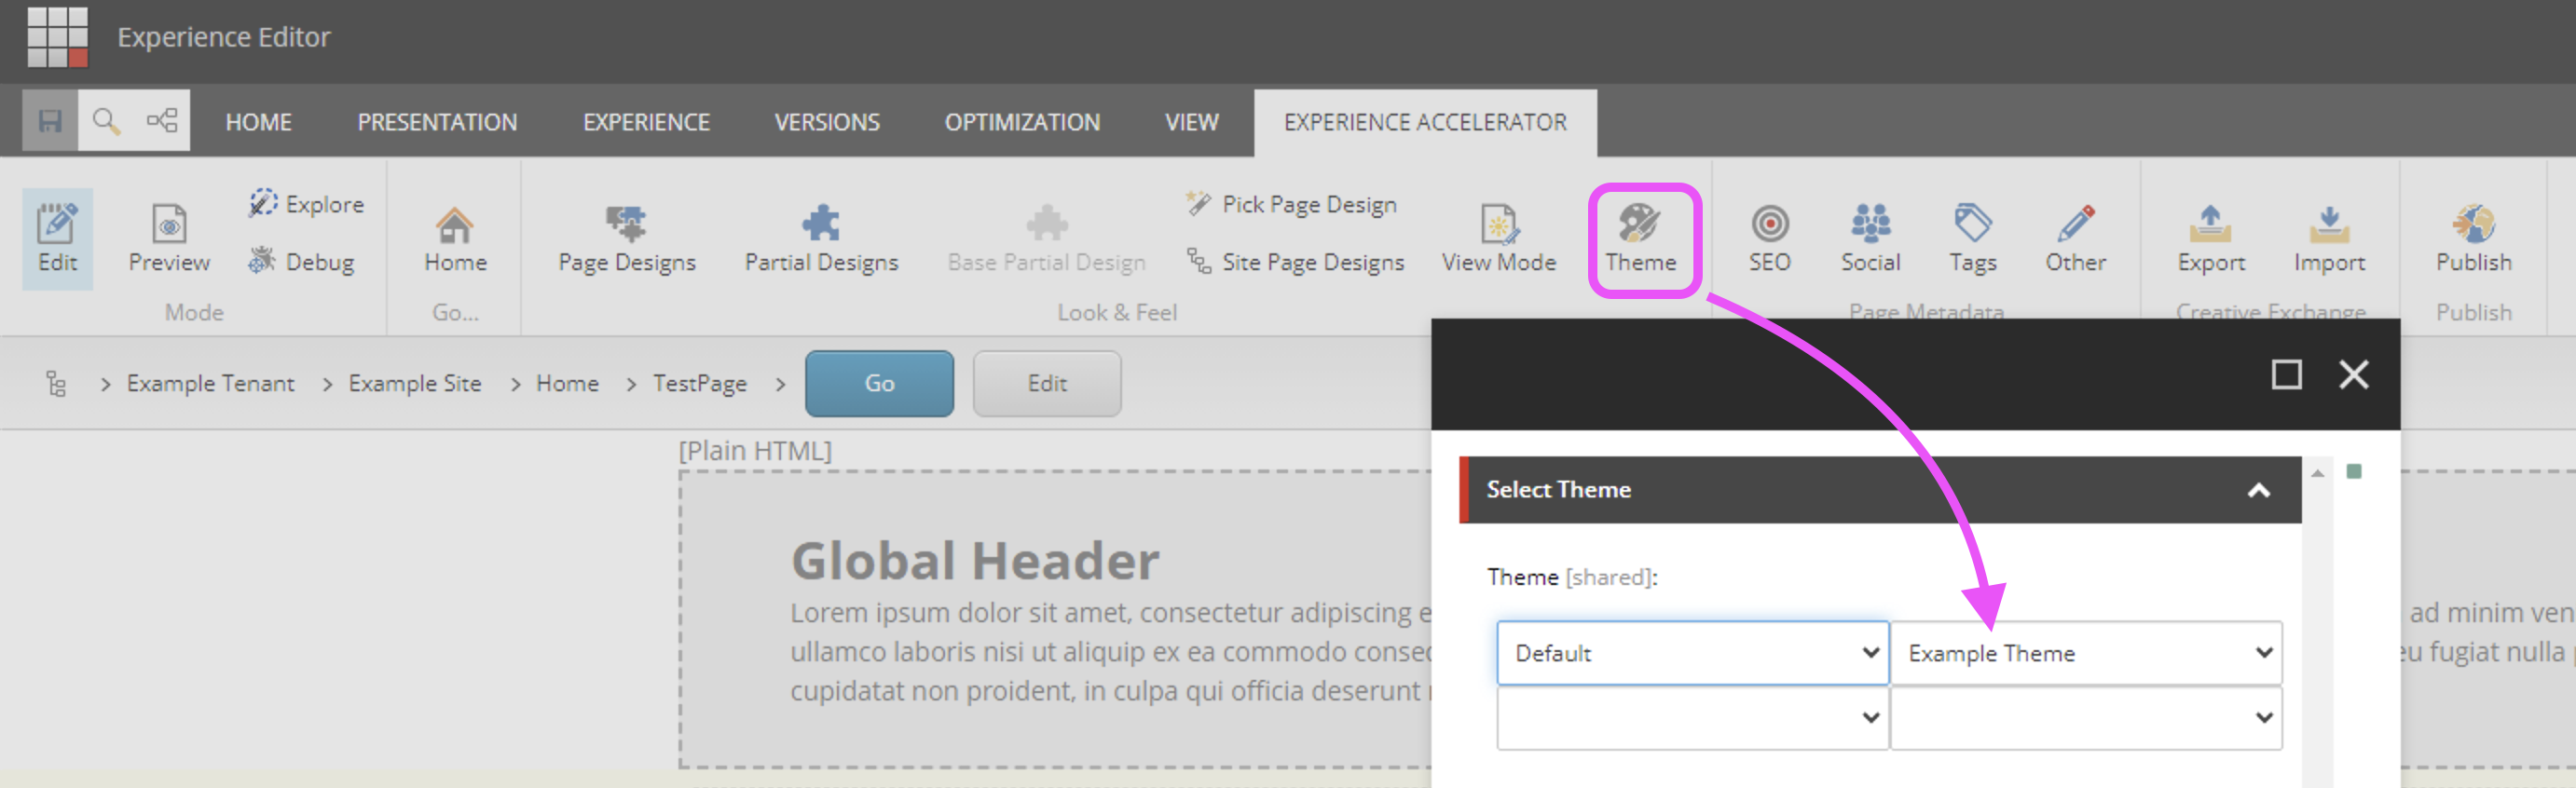 Experience Editor
HOME PRESENTATION EXPERIENCE VERSIONS OPTIMIZATION VIEW EXPERIENCE ACCELERATOR
Explore
Pick Page Design
Edit Preview Debug Home Page Designs Partial Designs Base Partial Design Site Page Designs View Mode Theme SEO Social Tags Other Export Import Publish
Mode Go... Look & Feel Page Metadata Creative Exchange Publish
> Example Tenant > Example Site > Home > TestPage > Go Edit
[Plain HTML]
Select Theme
Global Header
Theme [shared]:
Lorem ipsum dolor sit amet, consectetur adipiscing ad minim ven
ullamco laboris nisi ut aliquip ex ea commodo consec eu fugiat nulla
cupidatat non proident, in culpa qui officia deserunt
Default Example Theme